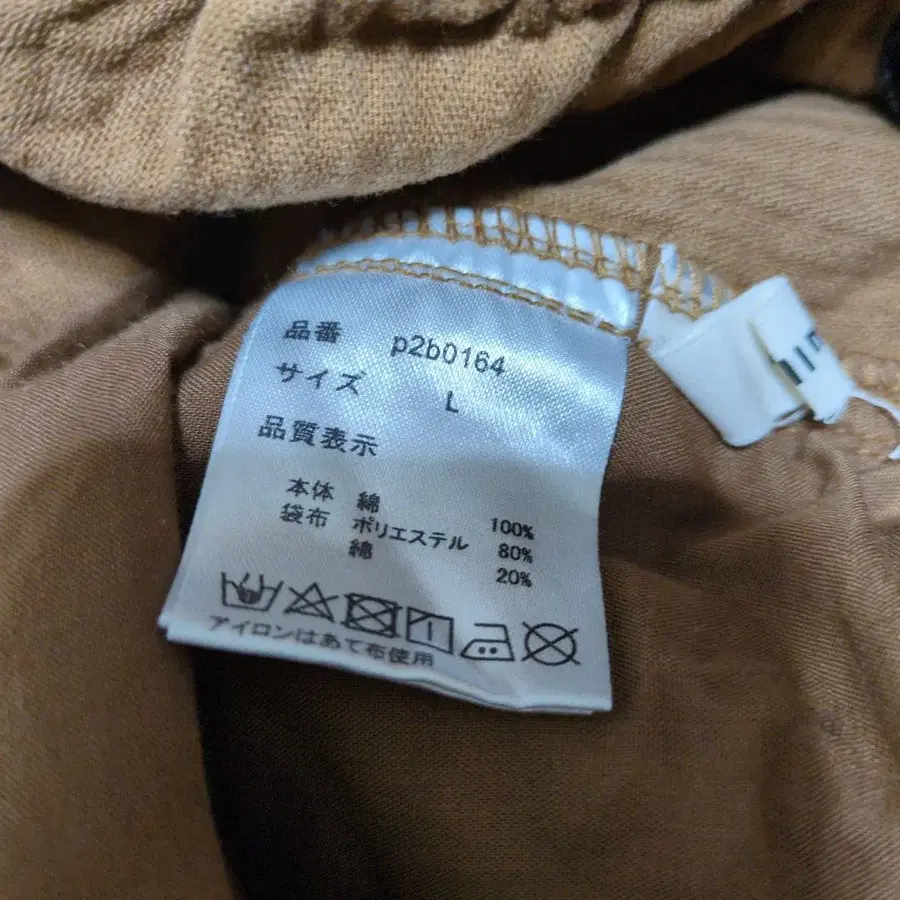 品番 p2b0164
サイズ L
品質表示
本体 綿 100%
袋布 ポリエステル 80%
綿 20%
アイロンはあて布使用